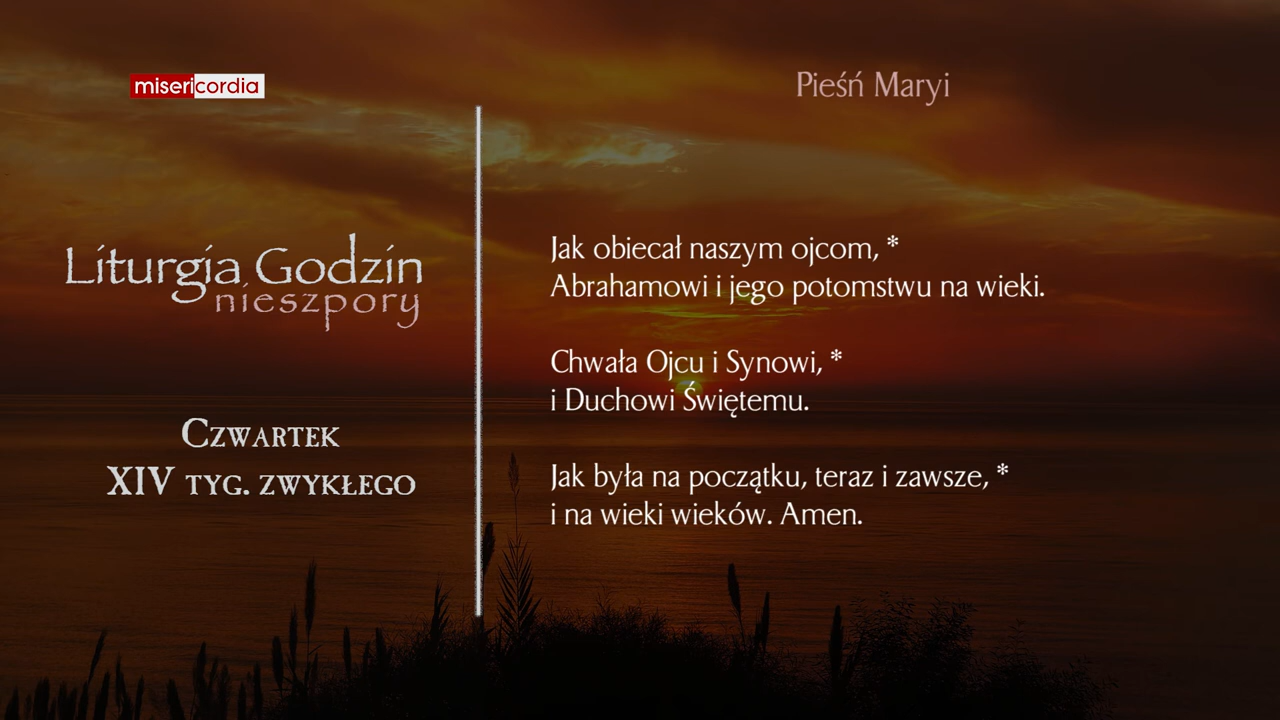 misericordia
Liturgia Godzin
nieszpory
Czwartek
XIV tyg. zwykłego
Pieśń Maryi
Jak obiecał naszym ojcom, *
Abrahamowi i jego potomstwu na wieki.
Chwała Ojcu i Synowi, *
i Duchowi Świętemu.
Jak była na początku, teraz i zawsze, *
i na wieki wieków. Amen.